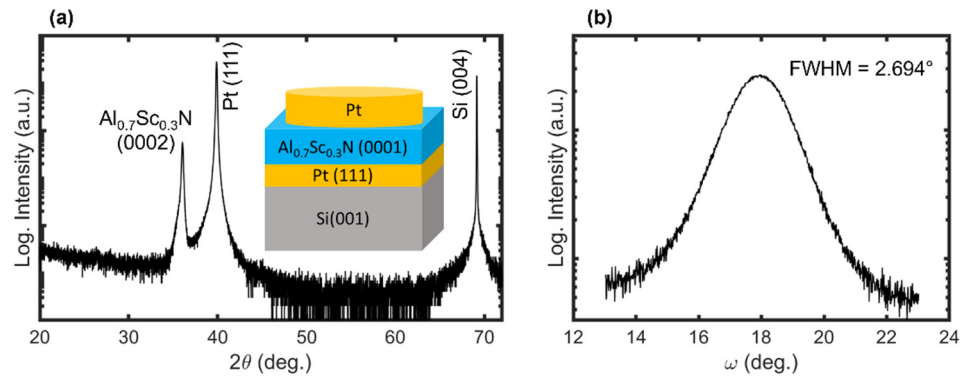 (a)
Log. Intensity (a.u.)
Al₀.₇Sc₀.₃N
(0002)
Pt (111)
Si (004)
Pt
Al₀.₇Sc₀.₃N (0001)
Pt (111)
Si(001)
20 30 40 50 60 70
2θ (deg.)
(b)
Log. Intensity (a.u.)
FWHM = 2.694°
12 14 16 18 20 22 24
ω (deg.)